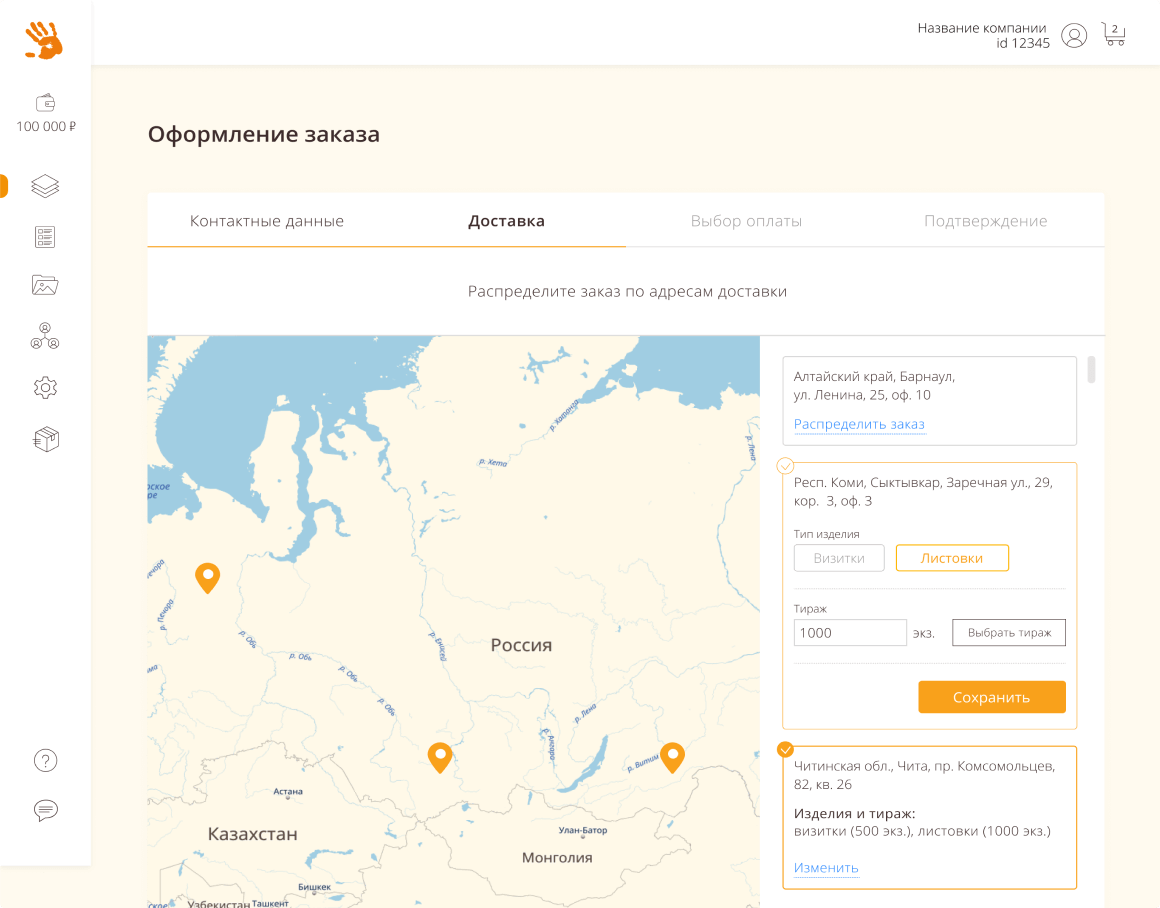 Название компании
id 12345
2
100 000 ₽
Оформление заказа
Контактные данные
Доставка
Выбор оплаты
Подтверждение
Распределите заказ по адресам доставки
р. Хатанга
р. Хета
р. Лена
р. Печора
р. Обь
р. Обь
р. Обь
р. Обь
р. Енисей
Россия
р. Лена
р. Ангара
р. Витим
Астана
Казахстан
Улан-Батор
Монголия
Бишкек
Узбекистан
Ташкент
Алтайский край, Барнаул,
ул. Ленина, 25, оф. 10
Распределить заказ
Респ. Коми, Сыктывкар, Заречная ул., 29,
кор. 3, оф. 3
Тип изделия
Визитки
Листовки
Тираж
1000
экз.
Выбрать тираж
Сохранить
Читинская обл., Чита, пр. Комсомольцев,
82, кв. 26
Изделия и тираж:
визитки (500 экз.), листовки (1000 экз.)
Изменить
?